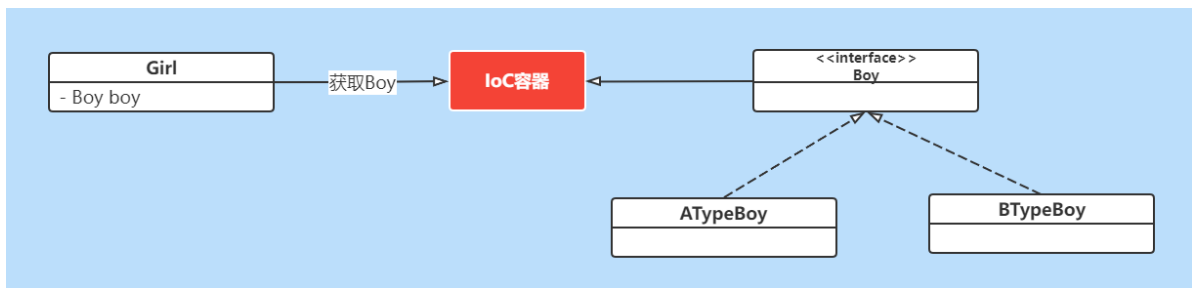 Girl
- Boy boy
获取Boy
IoC容器
<<interface>>
Boy
ATypeBoy
BTypeBoy